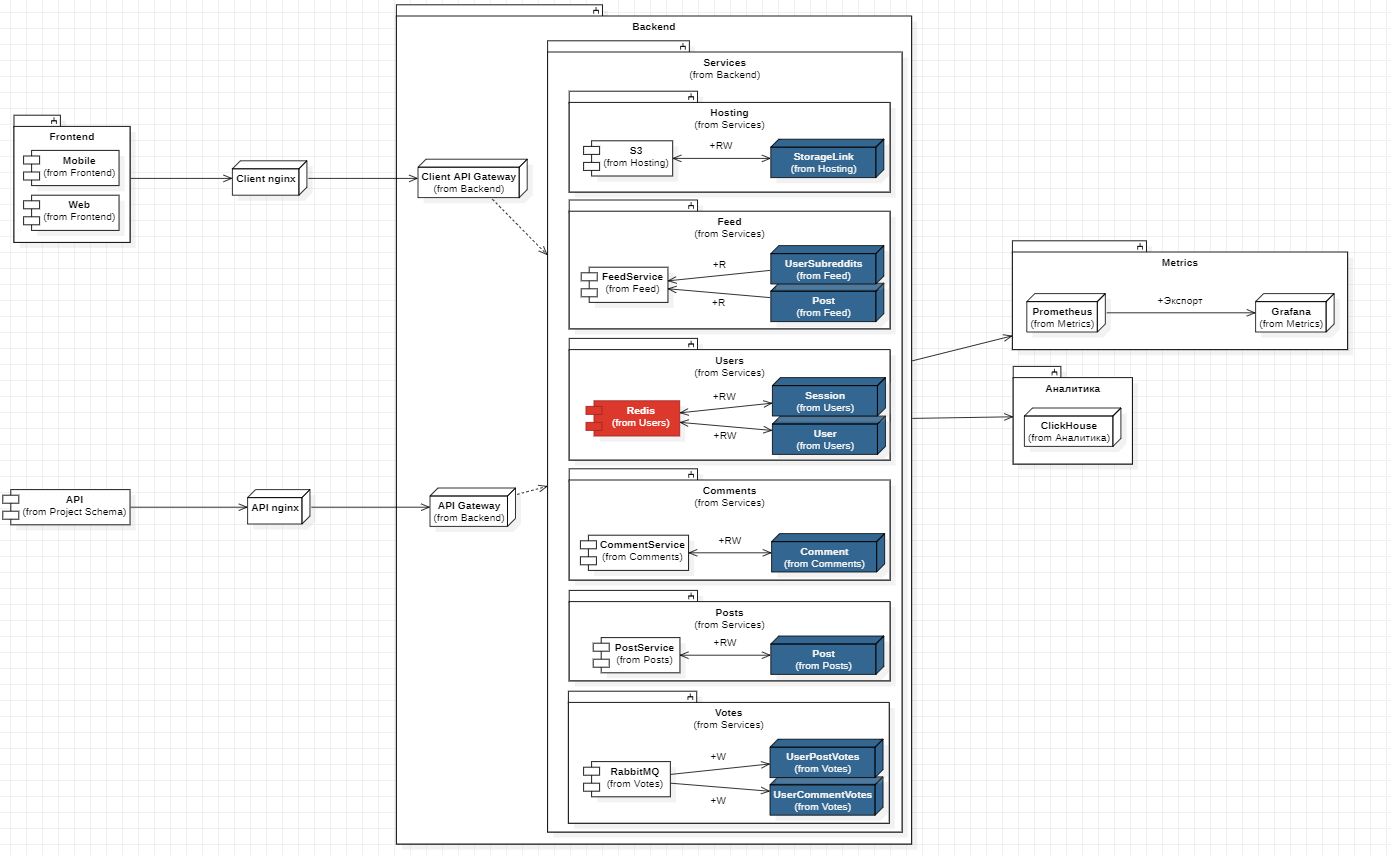 Backend
Services
(from Backend)
Hosting
(from Services)
S3
(from Hosting)
+RW
StorageLink
(from Hosting)
Frontend
Mobile
(from Frontend)
Web
(from Frontend)
Client nginx
Client API Gateway
(from Backend)
Feed
(from Services)
FeedService
(from Feed)
+R
+R
UserSubreddits
(from Feed)
Post
(from Feed)
Users
(from Services)
Redis
(from Users)
+RW
+RW
Session
(from Users)
User
(from Users)
Metrics
Prometheus
(from Metrics)
+Экспорт
Grafana
(from Metrics)
Аналитика
ClickHouse
(from Аналитика)
API
(from Project Schema)
API nginx
API Gateway
(from Backend)
Comments
(from Services)
CommentService
(from Comments)
+RW
Comment
(from Comments)
Posts
(from Services)
PostService
(from Posts)
+RW
Post
(from Posts)
Votes
(from Services)
RabbitMQ
(from Votes)
+W
+W
UserPostVotes
(from Votes)
UserCommentVotes
(from Votes)